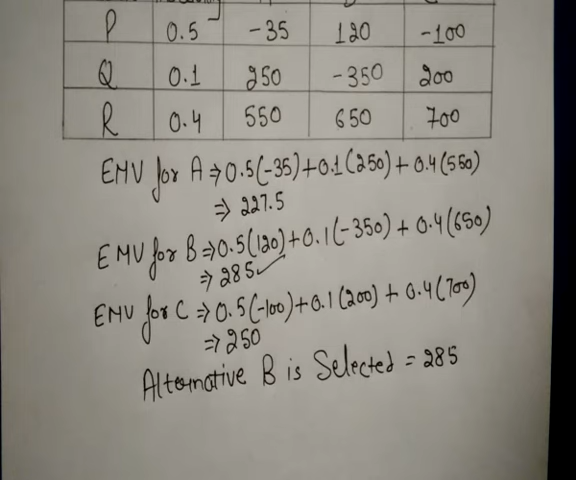 P 0.5 -35 120 -100
Q 0.1 250 -350 200
R 0.4 550 650 700
EMV for A ⇒ 0.5(-35)+0.1(250)+0.4(550)
⇒ 227.5
EMV for B ⇒ 0.5(120)+0.1(-350)+0.4(650)
⇒ 285 ✓
EMV for C ⇒ 0.5(-100)+0.1(200)+0.4(700)
⇒ 250
Alternative B is Selected = 285